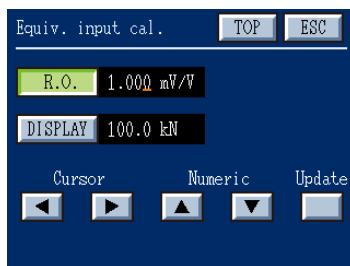 Equiv. input cal. TOP ESC
R.O. 1.000 mV/V
DISPLAY 100.0 kN
Cursor Numeric Update